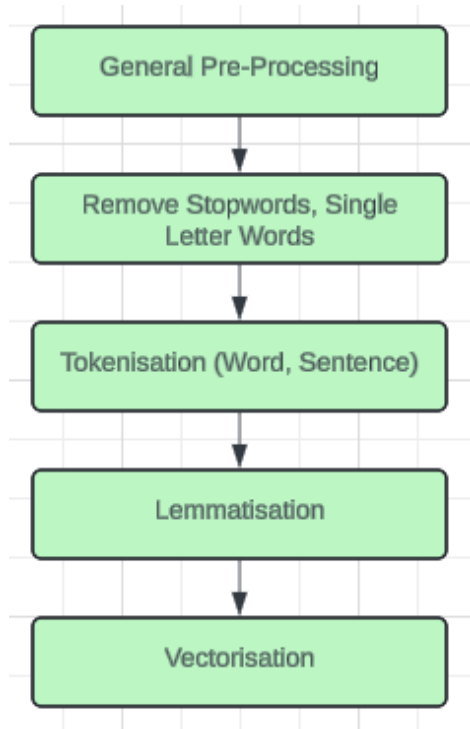 General Pre-Processing
Remove Stopwords, Single
Letter Words
Tokenisation (Word, Sentence)
Lemmatisation
Vectorisation